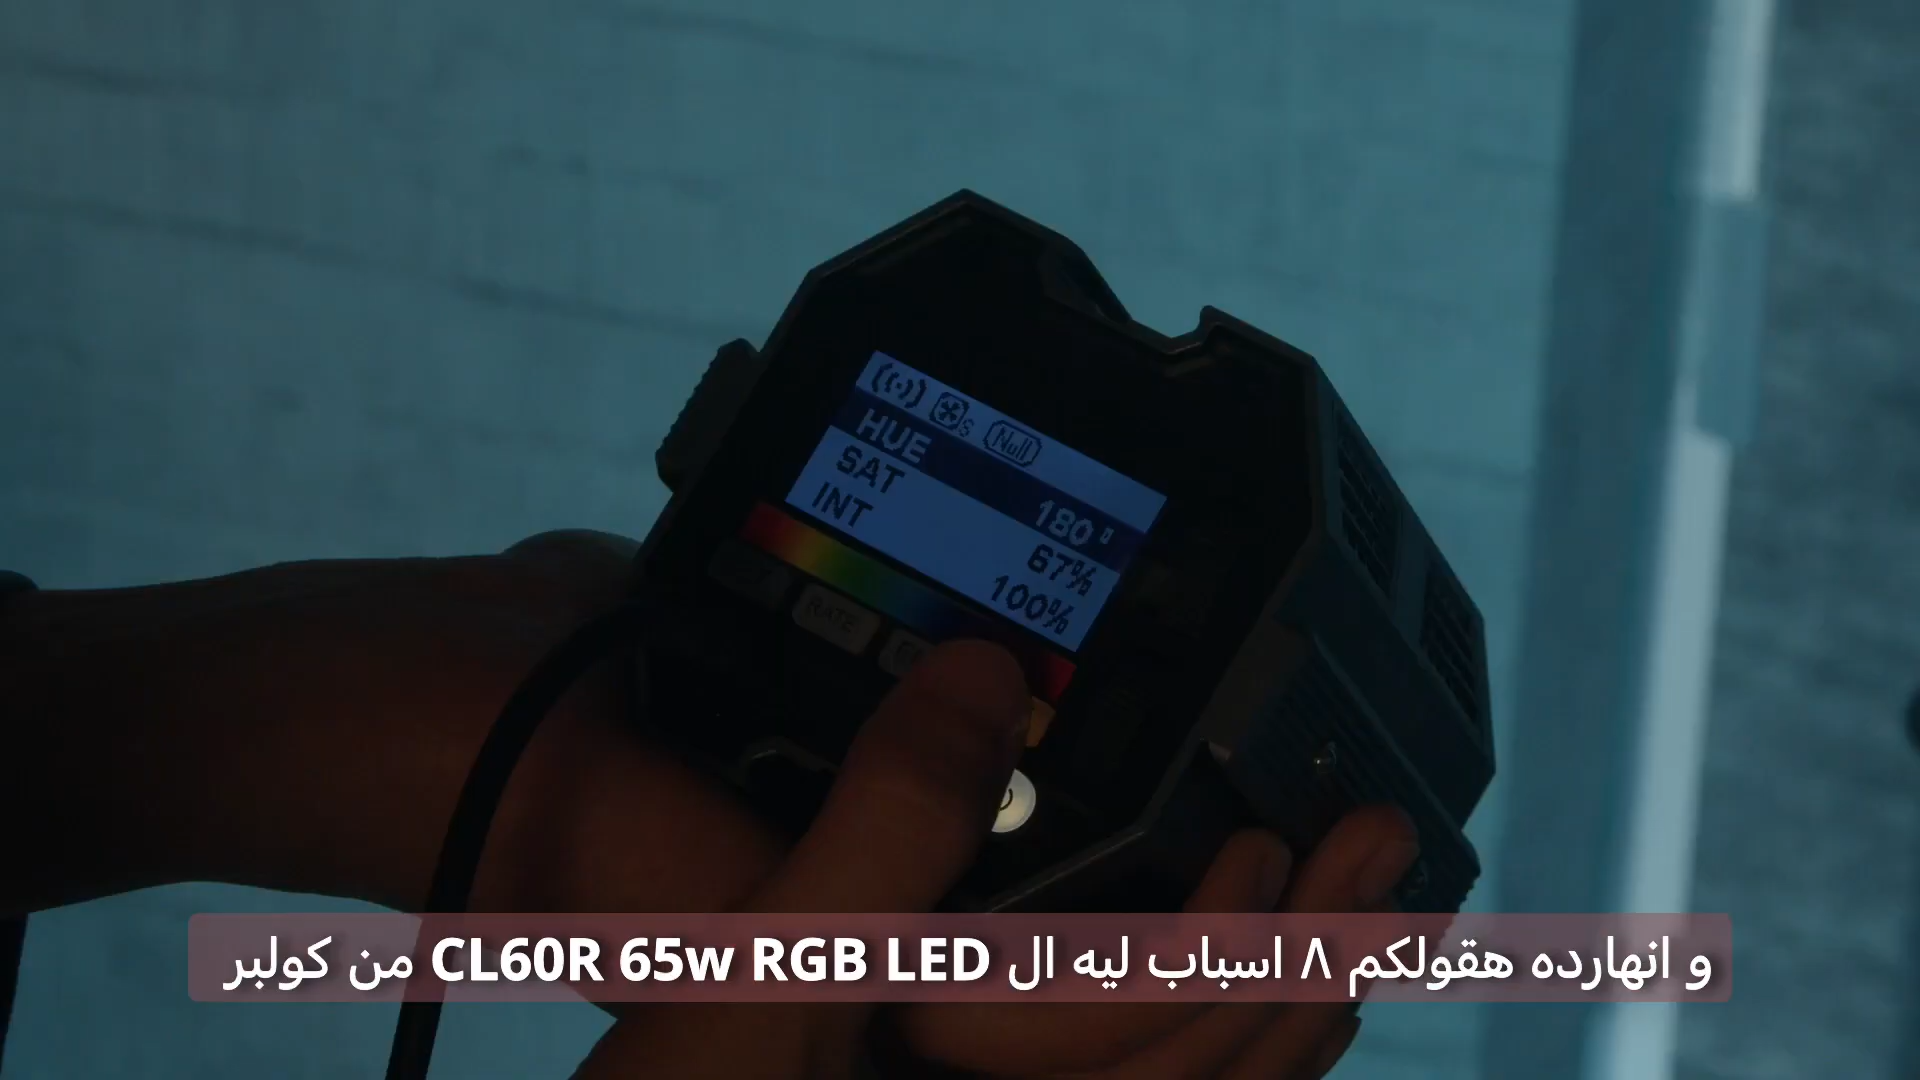 ((·)) S Null
HUE 180°
SAT 67%
INT 100%
RATE
و انهارده هقولكم ٨ اسباب ليه ال CL60R 65w RGB LED من كولبر